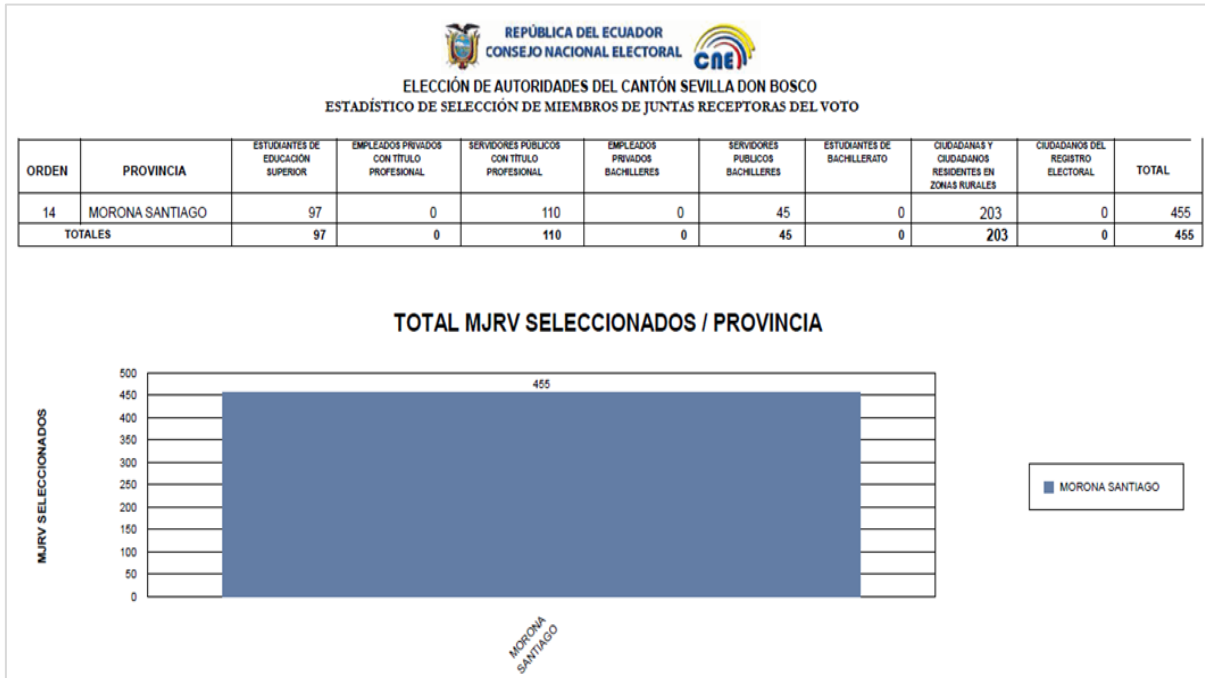 REPÚBLICA DEL ECUADOR
CONSEJO NACIONAL ELECTORAL
CNE
ELECCIÓN DE AUTORIDADES DEL CANTÓN SEVILLA DON BOSCO
ESTADÍSTICO DE SELECCIÓN DE MIEMBROS DE JUNTAS RECEPTORAS DEL VOTO
ORDEN PROVINCIA ESTUDIANTES DE EDUCACIÓN SUPERIOR EMPLEADOS PRIVADOS CON TÍTULO PROFESIONAL SERVIDORES PÚBLICOS CON TÍTULO PROFESIONAL EMPLEADOS PRIVADOS BACHILLERES SERVIDORES PUBLICOS BACHILLERES ESTUDIANTES DE BACHILLERATO CIUDADANAS Y CIUDADANOS RESIDENTES EN ZONAS RURALES CIUDADANOS DEL REGISTRO ELECTORAL TOTAL
14 MORONA SANTIAGO 97 0 110 0 45 0 203 0 455
TOTALES 97 0 110 0 45 0 203 0 455
TOTAL MJRV SELECCIONADOS / PROVINCIA
MJRV SELECCIONADOS
500
450
400
350
300
250
200
150
100
50
0
455
MORONA
SANTIAGO
MORONA SANTIAGO